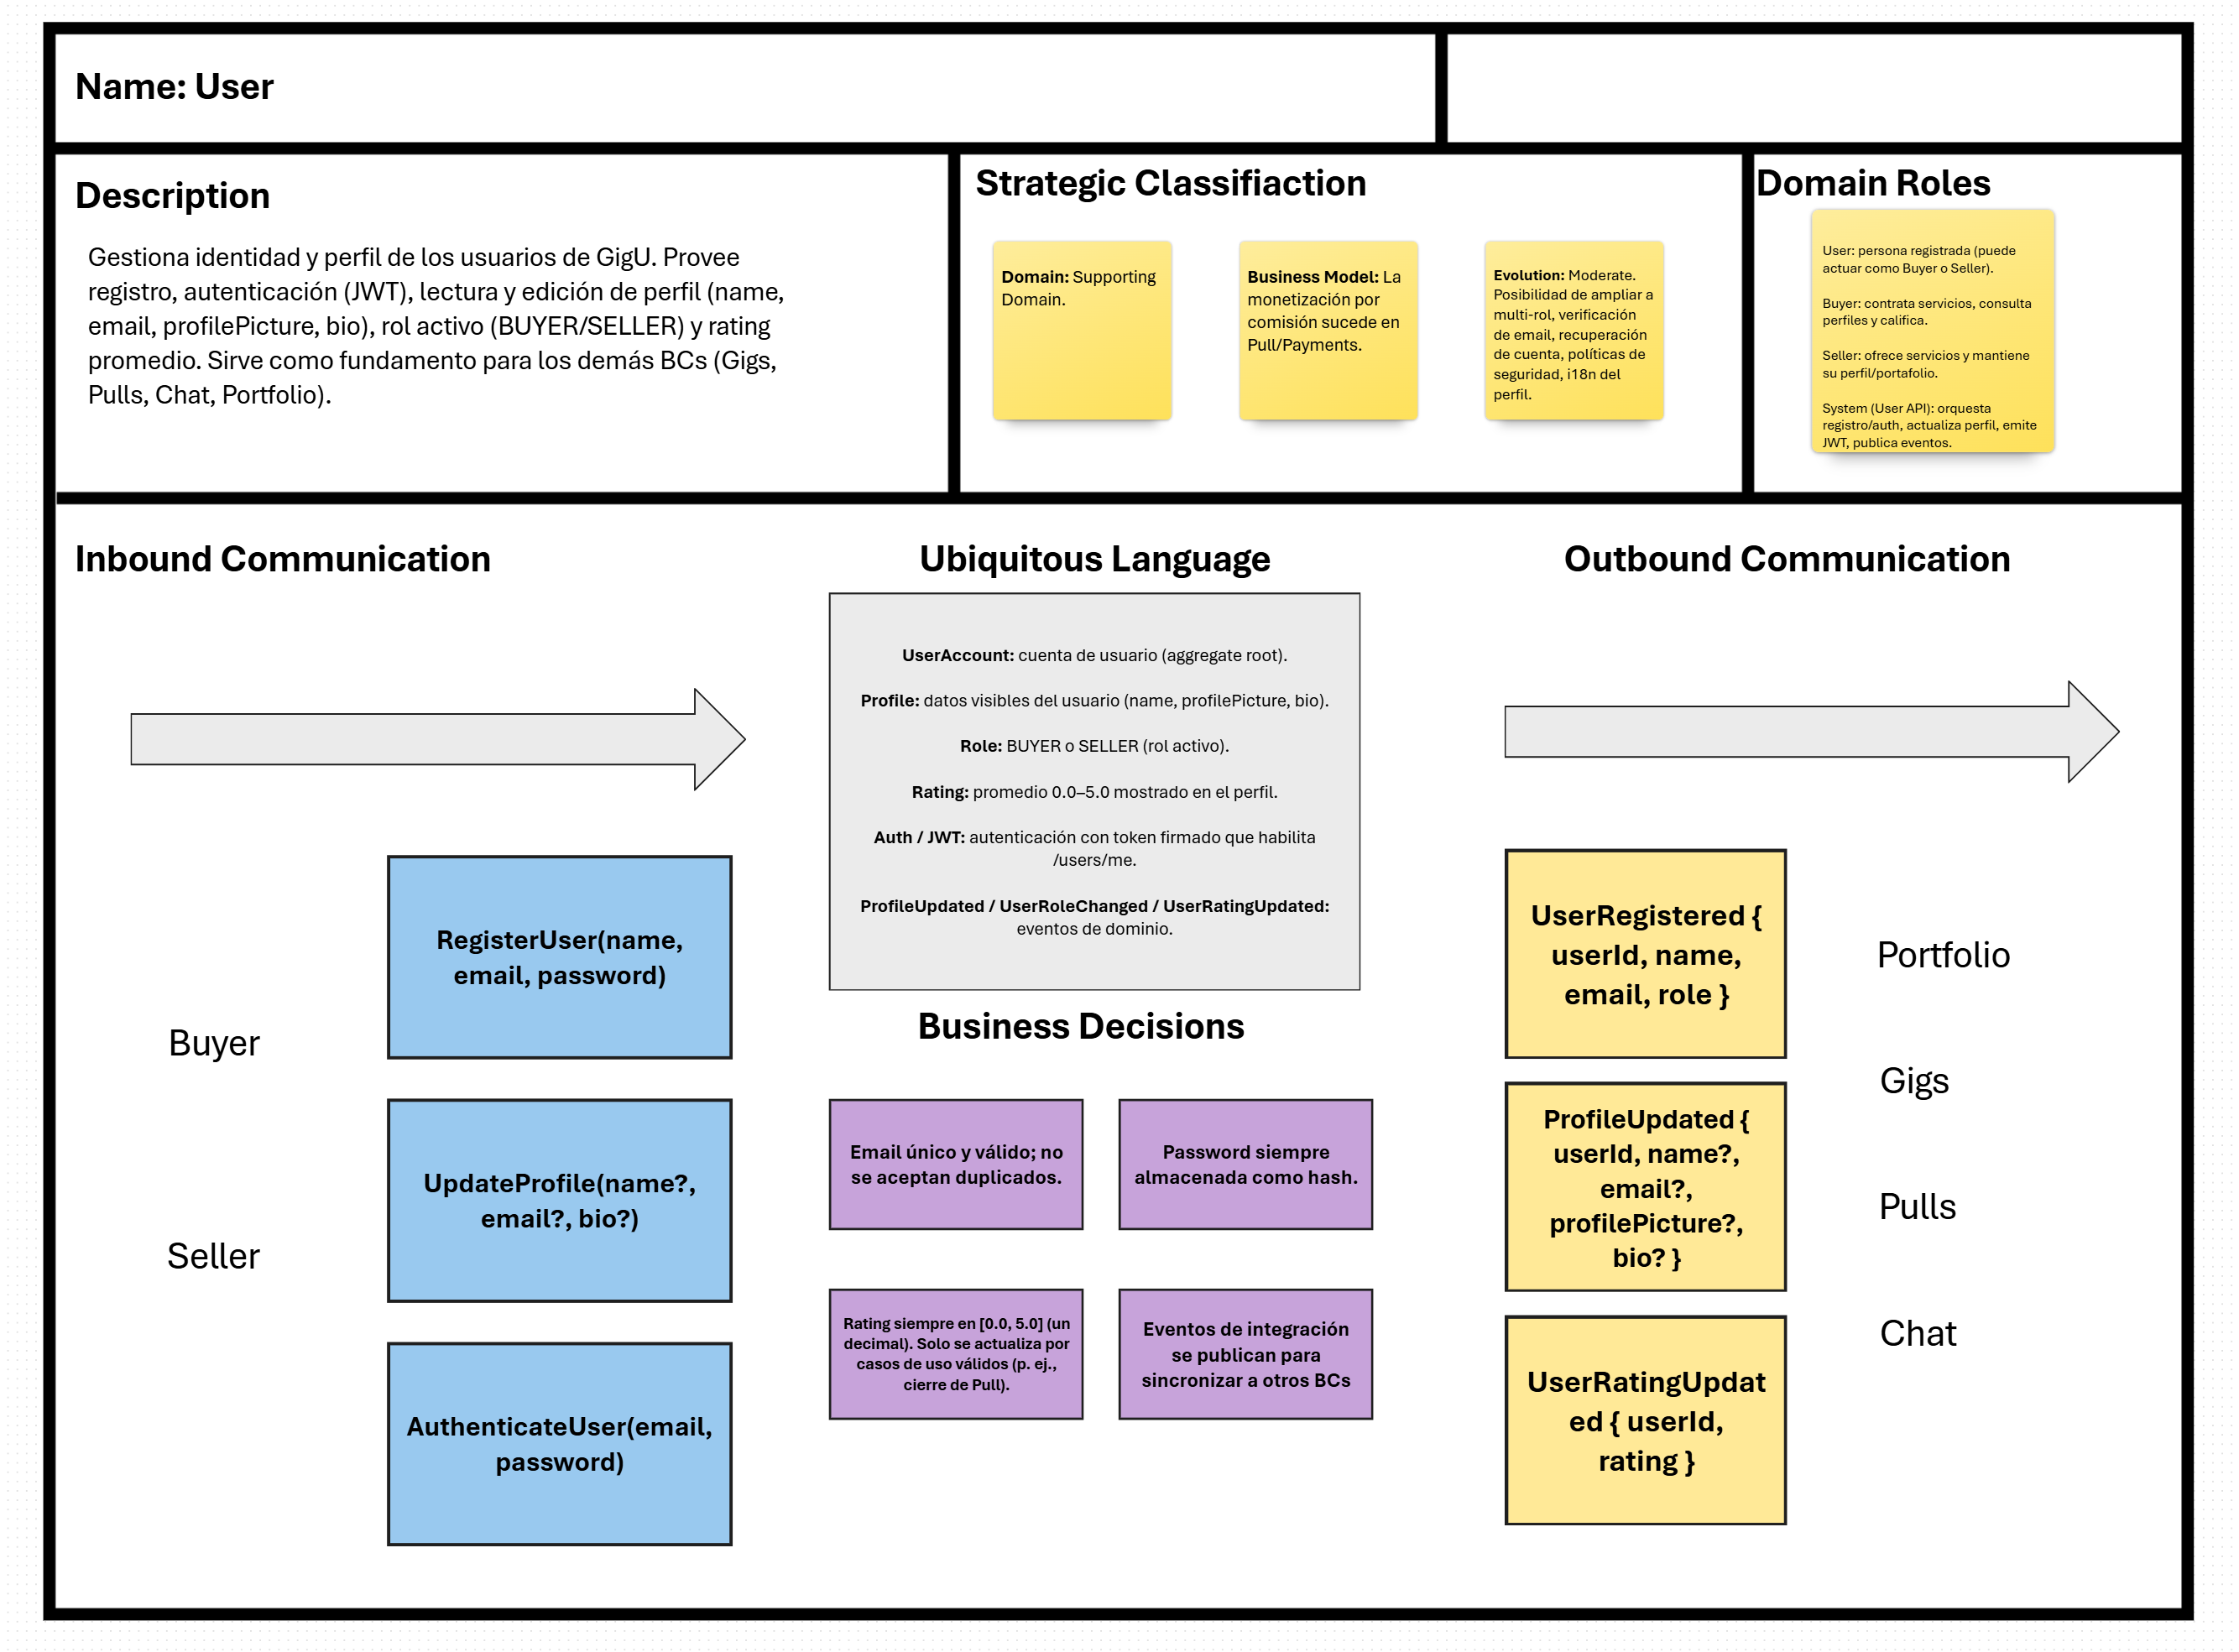 Name: User
Description
Gestiona identidad y perfil de los usuarios de GigU. Provee
registro, autenticación (JWT), lectura y edición de perfil (name,
email, profilePicture, bio), rol activo (BUYER/SELLER) y rating
promedio. Sirve como fundamento para los demás BCs (Gigs,
Pulls, Chat, Portfolio).
Strategic Classifiaction
Domain: Supporting
Domain.
Business Model: La
monetización por
comisión sucede en
Pull/Payments.
Evolution: Moderate.
Posibilidad de ampliar a
multi-rol, verificación
de email, recuperación
de cuenta, políticas de
seguridad, i18n del
perfil.
Domain Roles
User: persona registrada (puede
actuar como Buyer o Seller).
Buyer: contrata servicios, consulta
perfiles y califica.
Seller: ofrece servicios y mantiene
su perfil/portafolio.
System (User API): orquesta
registro/auth, actualiza perfil, emite
JWT, publica eventos.
Inbound Communication
Buyer
Seller
RegisterUser(name,
email, password)
UpdateProfile(name?,
email?, bio?)
AuthenticateUser(email,
password)
Ubiquitous Language
UserAccount: cuenta de usuario (aggregate root).
Profile: datos visibles del usuario (name, profilePicture, bio).
Role: BUYER o SELLER (rol activo).
Rating: promedio 0.0–5.0 mostrado en el perfil.
Auth / JWT: autenticación con token firmado que habilita
/users/me.
ProfileUpdated / UserRoleChanged / UserRatingUpdated:
eventos de dominio.
Business Decisions
Email único y válido; no
se aceptan duplicados.
Password siempre
almacenada como hash.
Rating siempre en [0.0, 5.0] (un
decimal). Solo se actualiza por
casos de uso válidos (p. ej.,
cierre de Pull).
Eventos de integración
se publican para
sincronizar a otros BCs
Outbound Communication
UserRegistered {
userId, name,
email, role }
ProfileUpdated {
userId, name?,
email?,
profilePicture?,
bio? }
UserRatingUpdat
ed { userId,
rating }
Portfolio
Gigs
Pulls
Chat